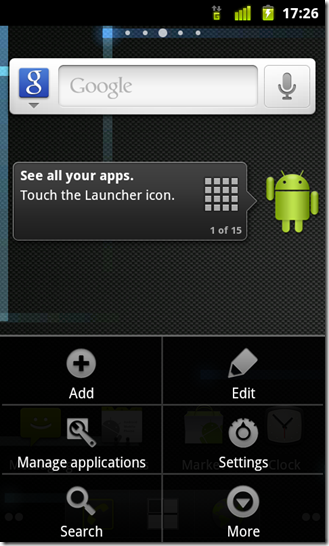 17:26
g
Google
See all your apps.
Touch the Launcher icon.
1 of 15
Add
Edit
Manage applications
Settings
Clock
Search
More